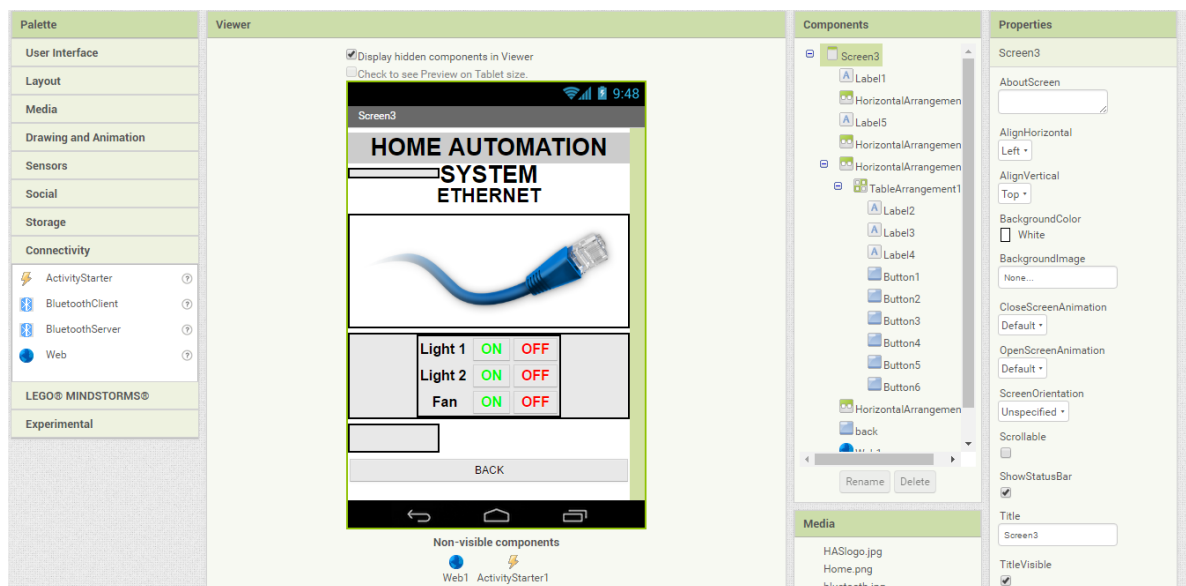 Palette
User Interface
Layout
Media
Drawing and Animation
Sensors
Social
Storage
Connectivity
ActivityStarter ?
BluetoothClient ?
BluetoothServer ?
Web ?
LEGO® MINDSTORMS®
Experimental
Viewer
Display hidden components in Viewer
Check to see Preview on Tablet size.
9:48
Screen3
HOME AUTOMATION
SYSTEM
ETHERNET
Light 1 ON OFF
Light 2 ON OFF
Fan ON OFF
BACK
Non-visible components
Web1 ActivityStarter1
Components
Screen3
A Label1
HorizontalArrangemen
A Label5
HorizontalArrangemen
HorizontalArrangemen
TableArrangement1
A Label2
A Label3
A Label4
Button1
Button2
Button3
Button4
Button5
Button6
HorizontalArrangemen
back
Web1
Rename Delete
Media
HASlogo.jpg
Home.png
bluetooth.jpg
Properties
Screen3
AboutScreen
AlignHorizontal
Left
AlignVertical
Top
BackgroundColor
White
BackgroundImage
None...
CloseScreenAnimation
Default
OpenScreenAnimation
Default
ScreenOrientation
Unspecified
Scrollable
ShowStatusBar
Title
Screen3
TitleVisible